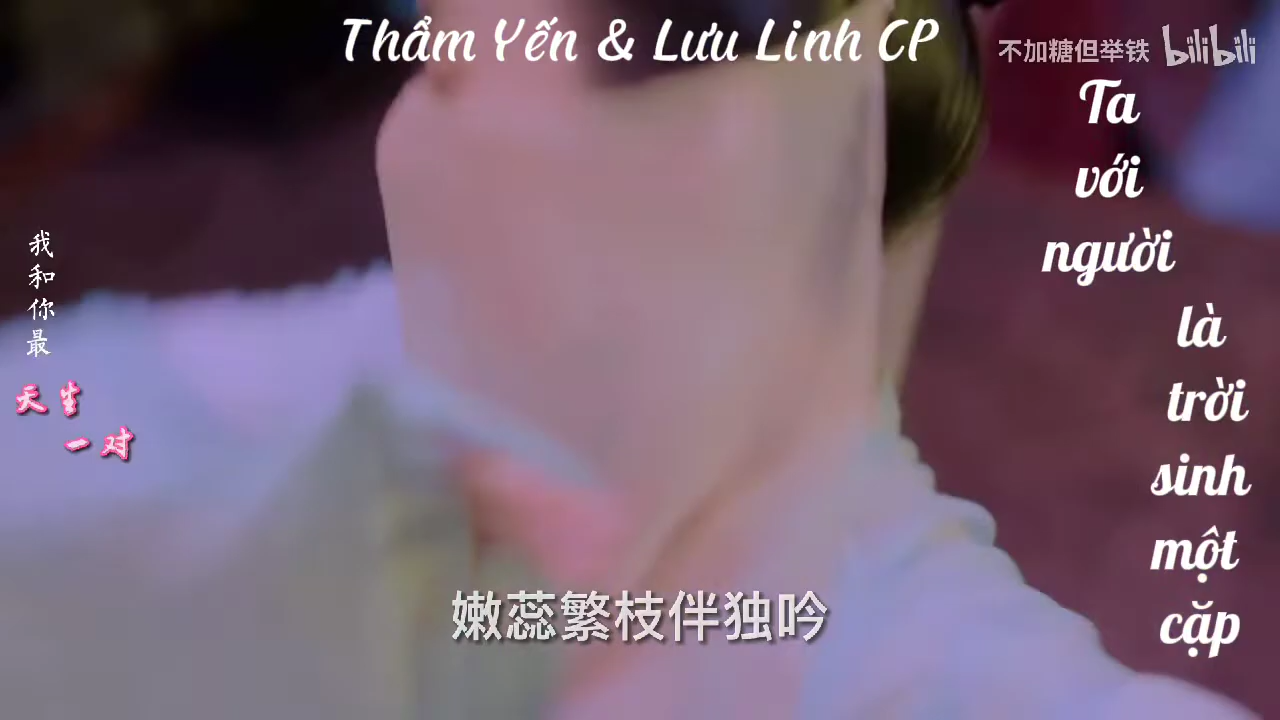 Thẩm Yến & Lưu Linh CP
不加糖但举铁 bilibili
Ta
với
người
là
trời
sinh
một
cặp
我和你最
天生
一对
嫩蕊繁枝伴独吟